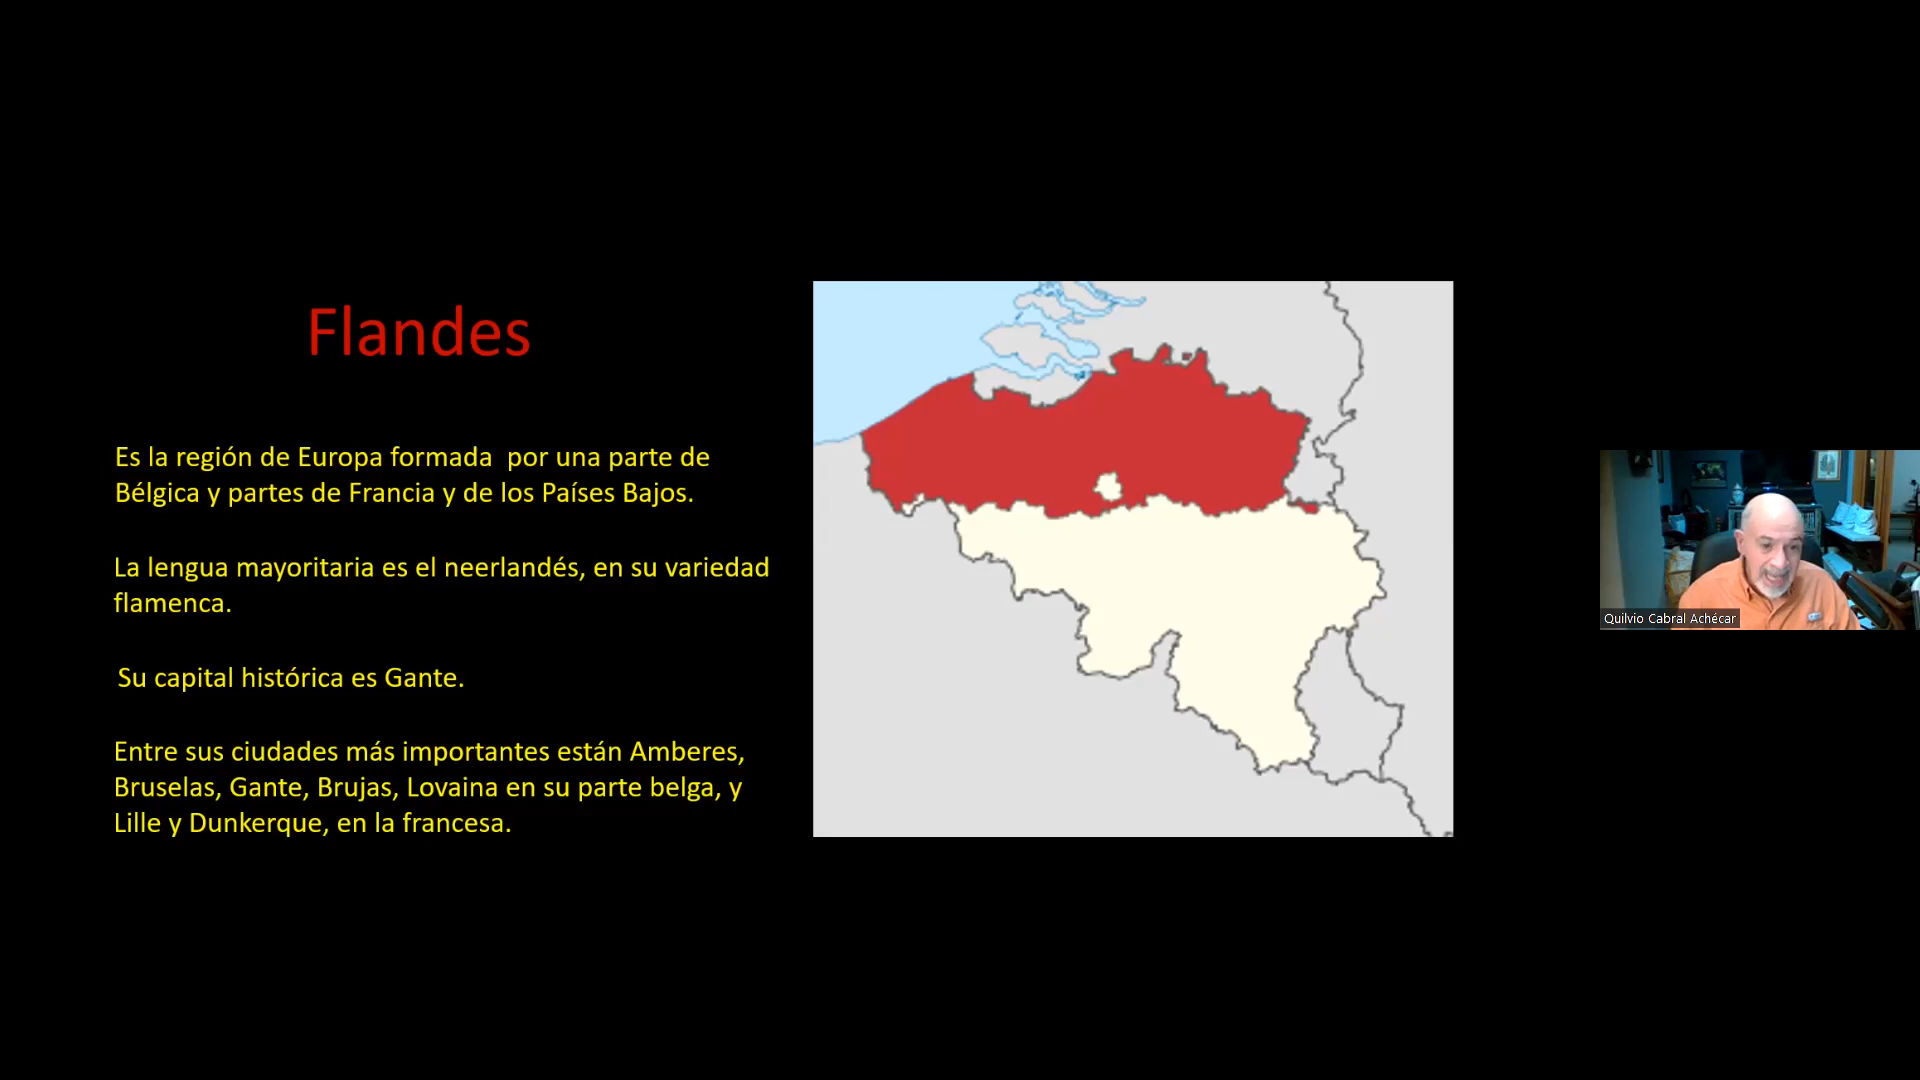 Flandes
Es la región de Europa formada  por una parte de
Bélgica y partes de Francia y de los Países Bajos.
La lengua mayoritaria es el neerlandés, en su variedad
flamenca.
Su capital histórica es Gante.
Entre sus ciudades más importantes están Amberes,
Bruselas, Gante, Brujas, Lovaina en su parte belga, y
Lille y Dunkerque, en la francesa.
Quilvio Cabral Achécar